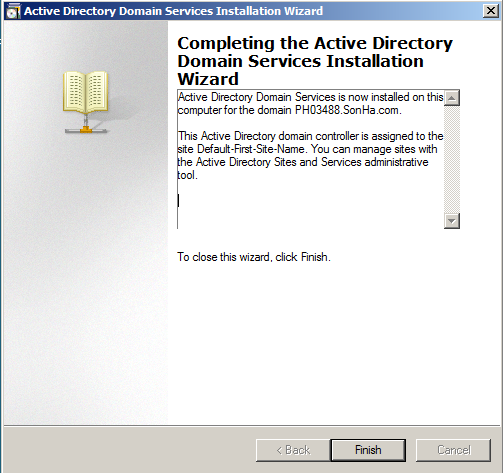 Active Directory Domain Services Installation Wizard
Completing the Active Directory
Domain Services Installation
Wizard
Active Directory Domain Services is now installed on this
computer for the domain PH03488.SonHa.com.
This Active Directory domain controller is assigned to the
site Default-First-Site-Name. You can manage sites with
the Active Directory Sites and Services administrative
tool.
To close this wizard, click Finish.
< Back
Finish
Cancel